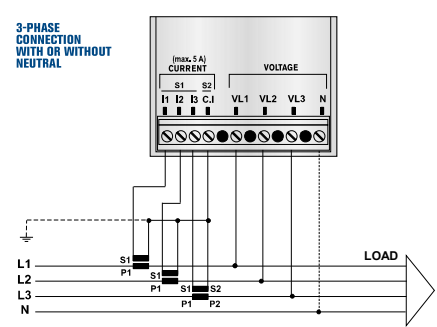 3-PHASE
CONNECTION
WITH OR WITHOUT
NEUTRAL
(max. 5 A)
CURRENT
VOLTAGE
S1 S2
I1 I2 I3 C.I VL1 VL2 VL3 N
S1
P1
S1
P1
S1 S2
P1 P2
L1
L2
L3
N
LOAD